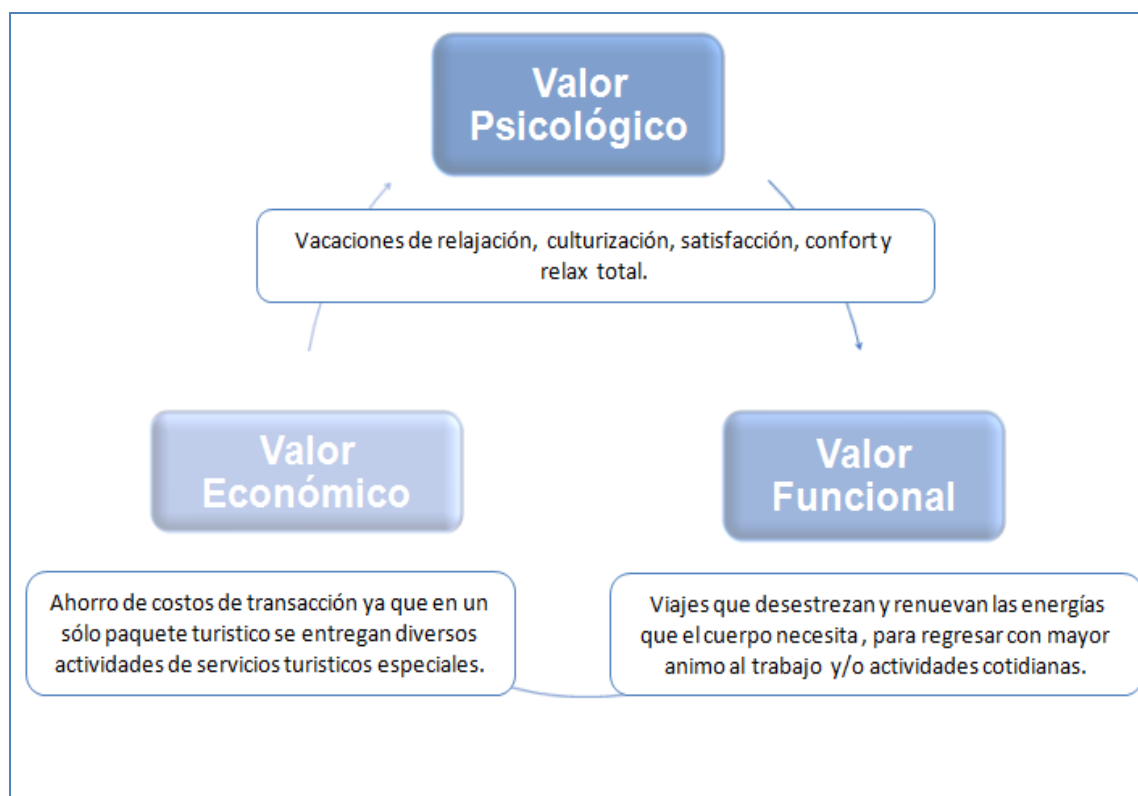 Valor
Psicológico
Vacaciones de relajación, culturización, satisfacción, confort y
relax total.
Valor
Económico
Ahorro de costos de transacción ya que en un
sólo paquete turistico se entregan diversos
actividades de servicios turisticos especiales.
Valor
Funcional
Viajes que desestrezan y renuevan las energías
que el cuerpo necesita , para regresar con mayor
animo al trabajo y/o actividades cotidianas.